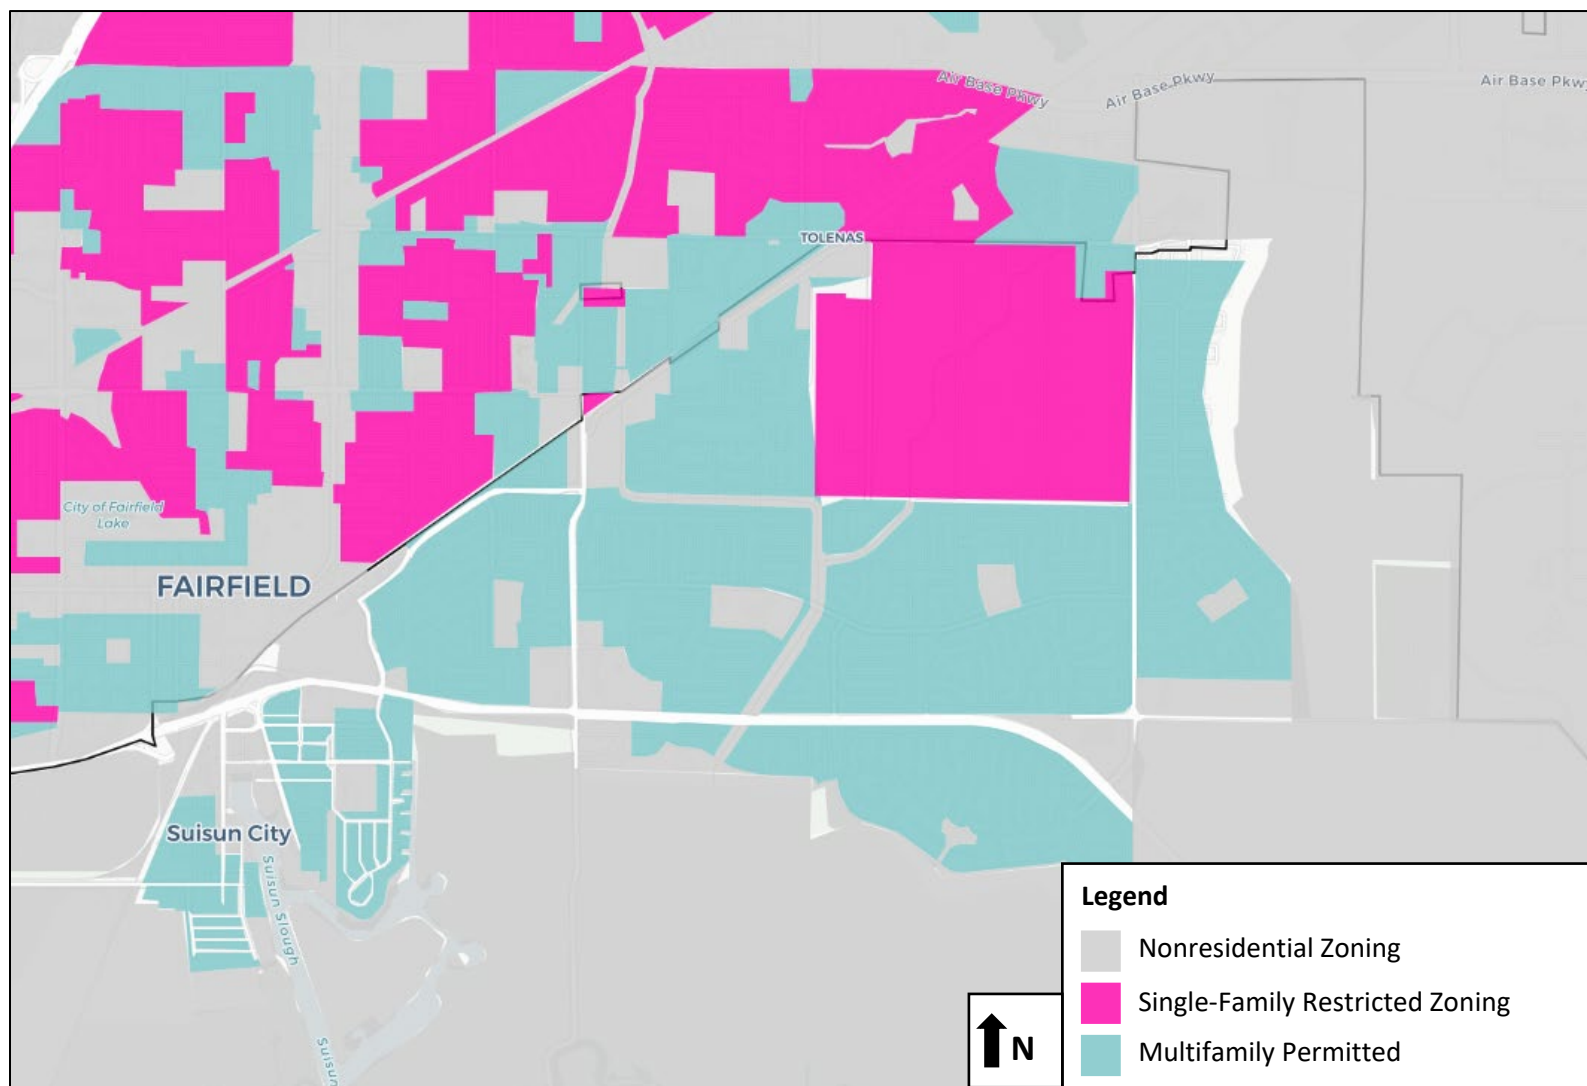 Air Base Pkwy
Air Base Pkwy
Air Base Pkwy
TOLENAS
City of Fairfield
Lake
FAIRFIELD
Suisun City
Suisun Slough
Suisun
Legend
Nonresidential Zoning
Single-Family Restricted Zoning
Multifamily Permitted
N